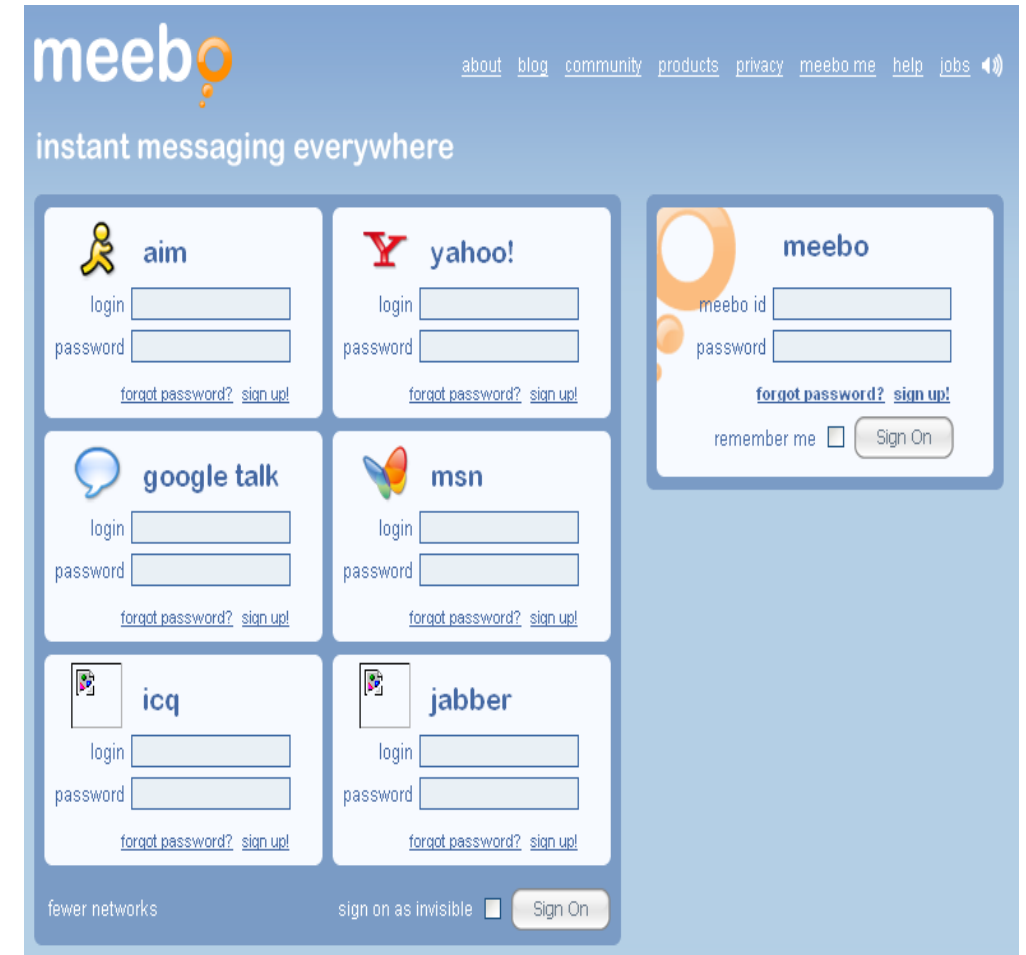 meebo
about blog community products privacy meebo me help jobs
instant messaging everywhere
aim
login
password
forgot password? sign up!
yahoo!
login
password
forgot password? sign up!
google talk
login
password
forgot password? sign up!
msn
login
password
forgot password? sign up!
icq
login
password
forgot password? sign up!
jabber
login
password
forgot password? sign up!
fewer networks
sign on as invisible Sign On
meebo
meebo id
password
forgot password? sign up!
remember me Sign On